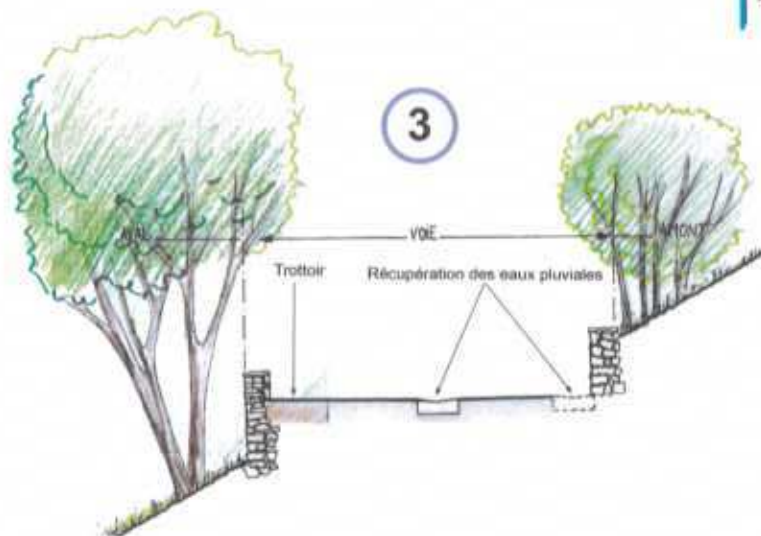 3
AVAL
VOIE
AMONT
Trottoir
Récupération des eaux pluviales